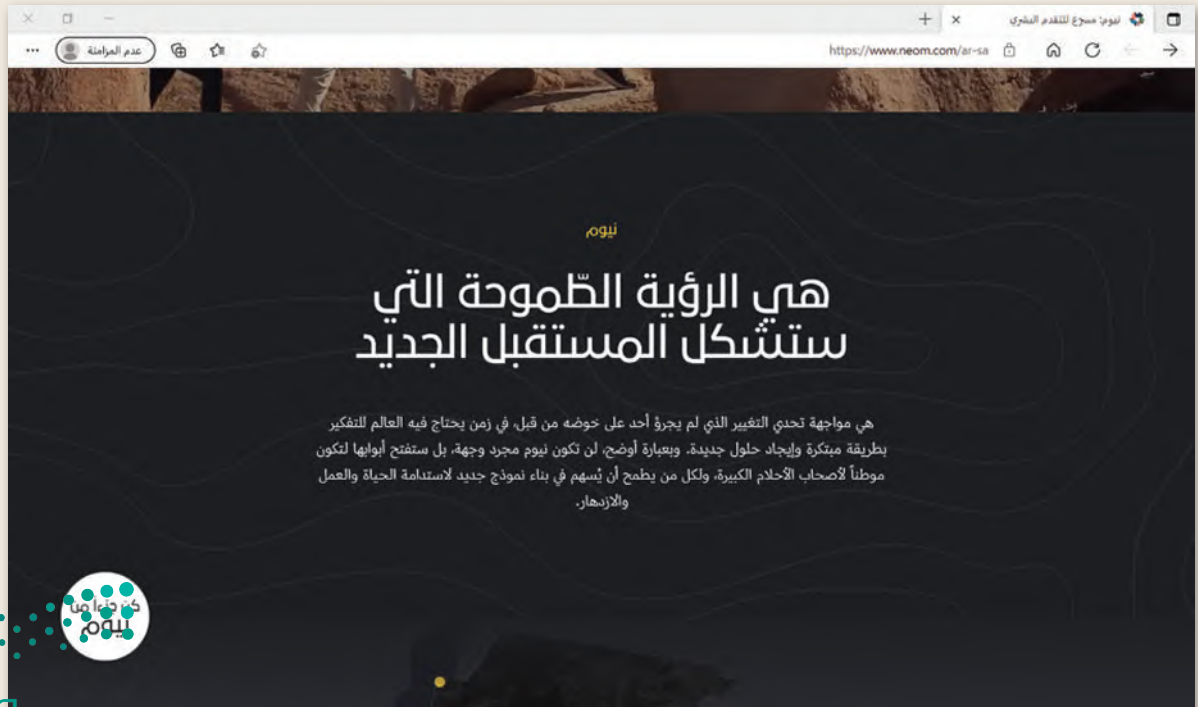 نيوم: مسرع للتقدم البشري
https://www.neom.com/ar-sa
عدم المزامنة
نيوم
هي الرؤية الطّموحة التي
ستشكل المستقبل الجديد
هي مواجهة تحدي التغيير الذي لم يجرؤ أحد على خوضه من قبل، في زمن يحتاج فيه العالم للتفكير
بطريقة مبتكرة وإيجاد حلول جديدة. وبعبارة أوضح، لن تكون نيوم مجرد وجهة، بل ستفتح أبوابها لتكون
موطناً لأصحاب الأحلام الكبيرة، ولكل من يطمح أن يُسهم في بناء نموذج جديد لاستدامة الحياة والعمل
والازدهار.
كن جزءاً من
نيوم